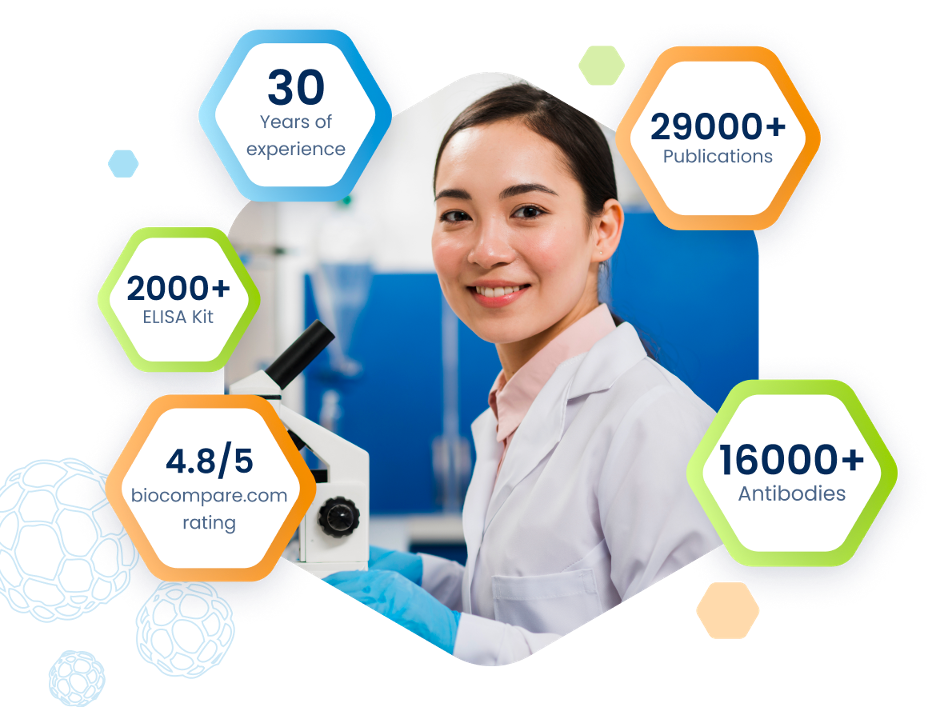 30
Years of
experience
29000+
Publications
2000+
ELISA Kit
4.8/5
biocompare.com
rating
16000+
Antibodies